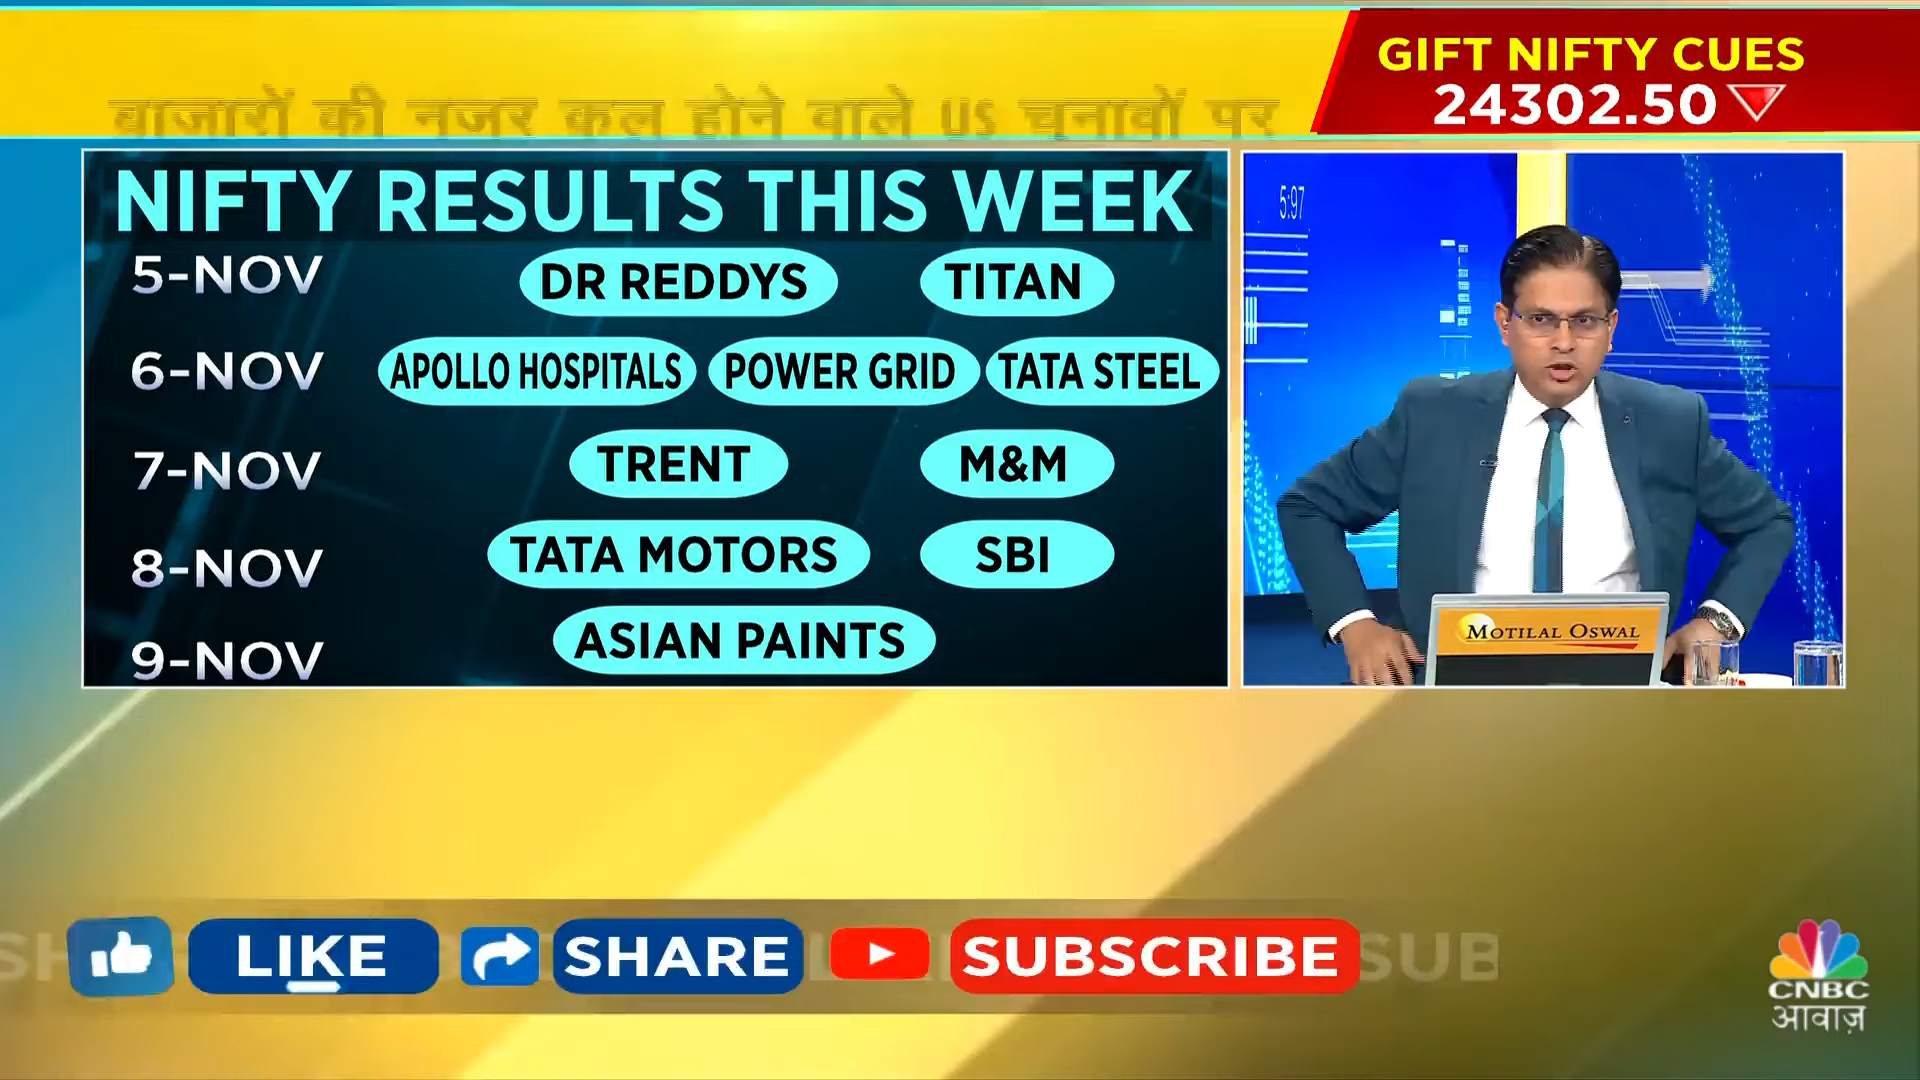 बाज़ारों की नज़र कल होने वाले US चुनावों पर
GIFT NIFTY CUES
24302.50
NIFTY RESULTS THIS WEEK
5-NOV DR REDDYS TITAN
6-NOV APOLLO HOSPITALS POWER GRID TATA STEEL
7-NOV TRENT M&M
8-NOV TATA MOTORS SBI
9-NOV ASIAN PAINTS
5:97
MOTILAL OSWAL
LIKE SHARE SUBSCRIBE SUB
CNBC
आवाज़